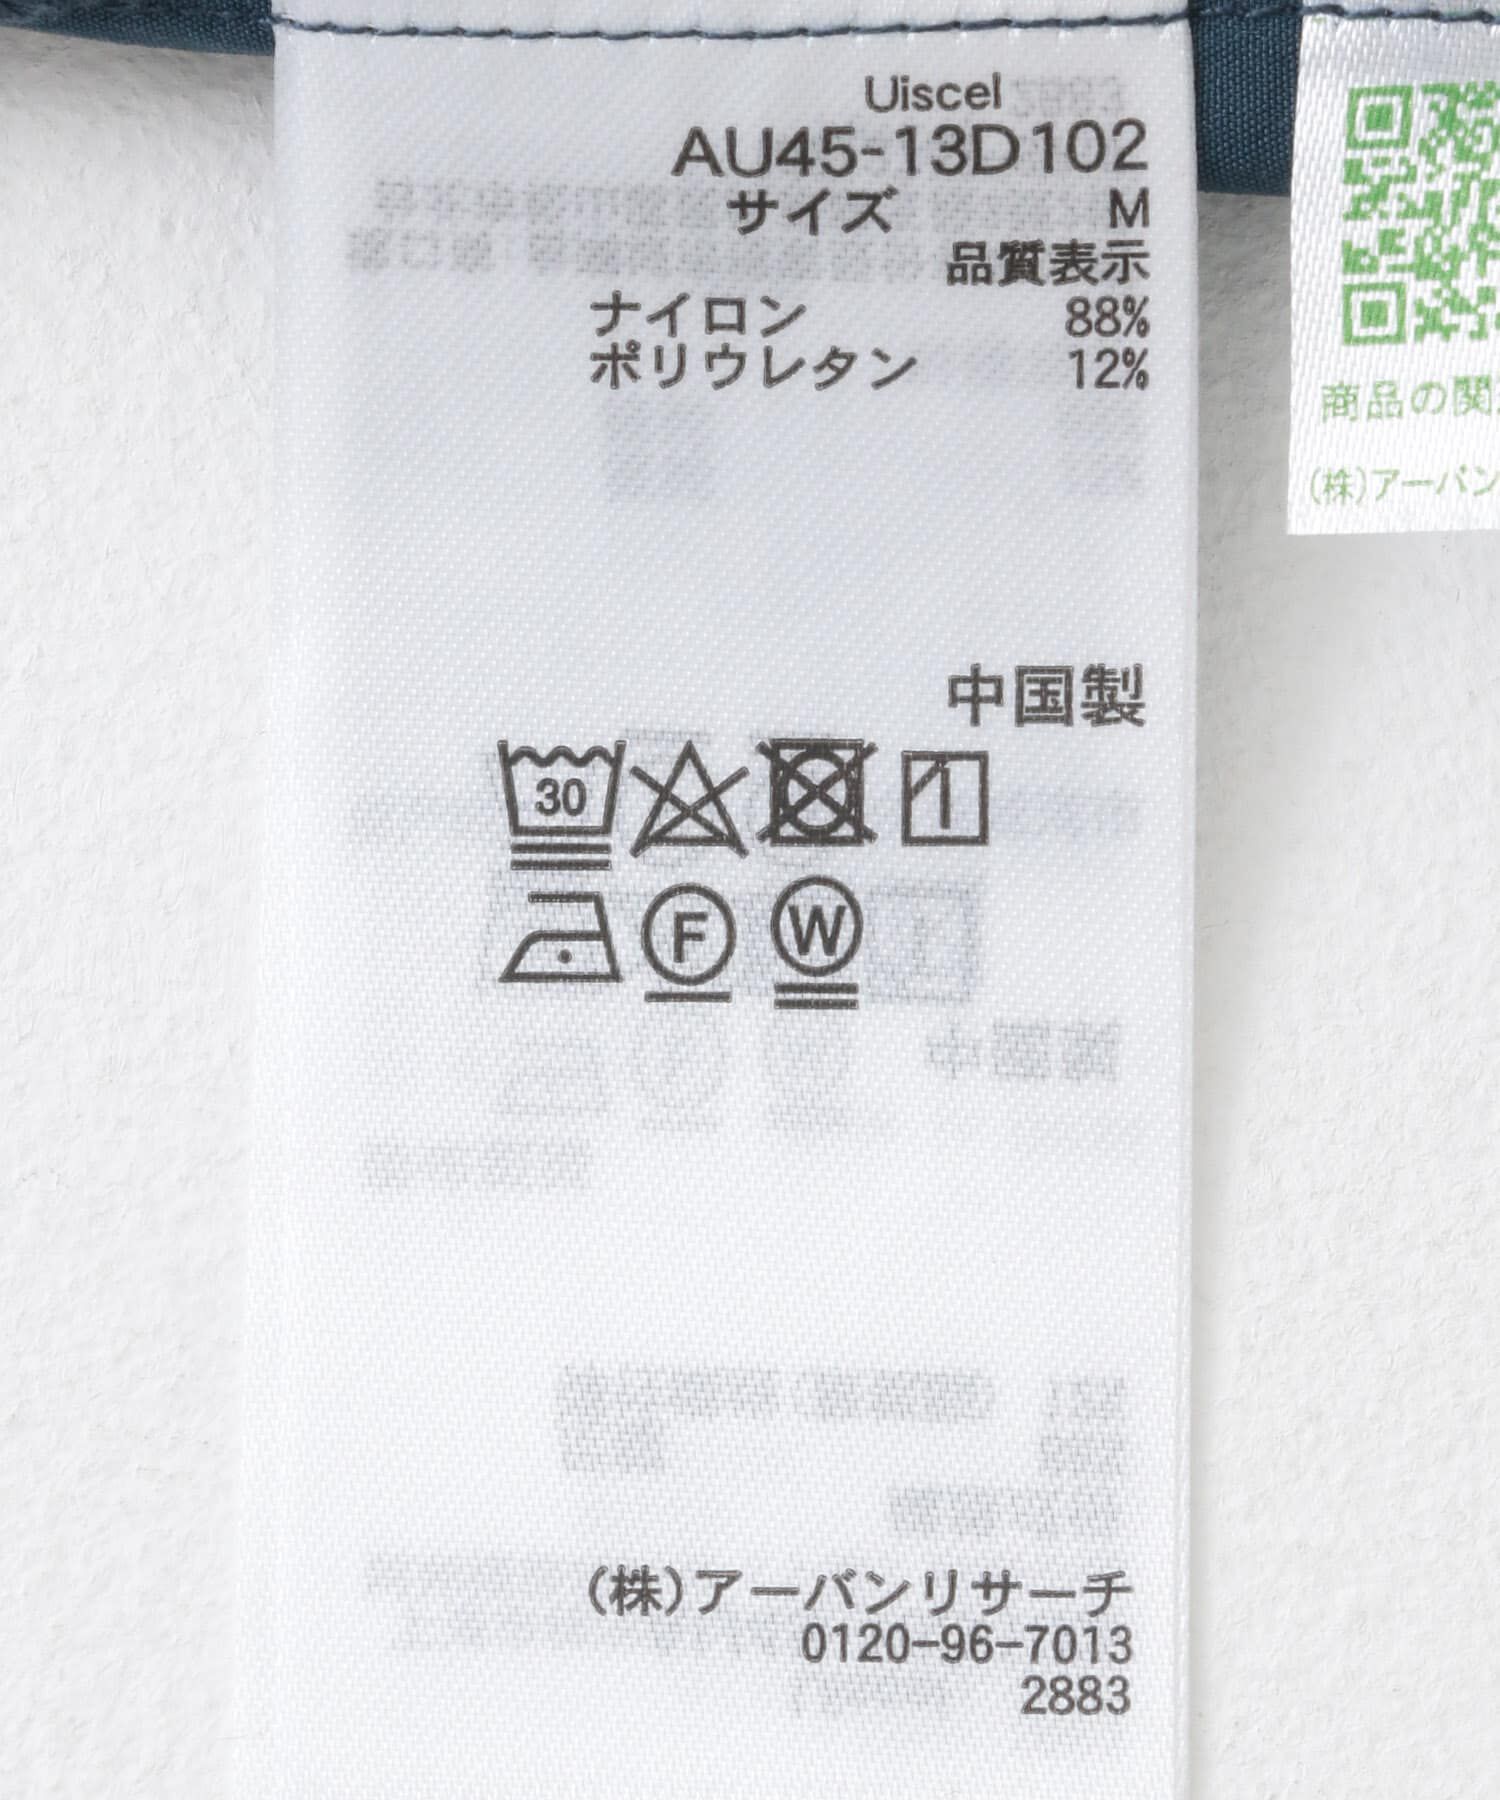 Uiscel
AU45-13D102
サイズ M
品質表示
ナイロン 88%
ポリウレタン 12%
中国製
30
F W
(株)アーバンリサーチ
0120-96-7013
2883
商品の関
(株)アーバン